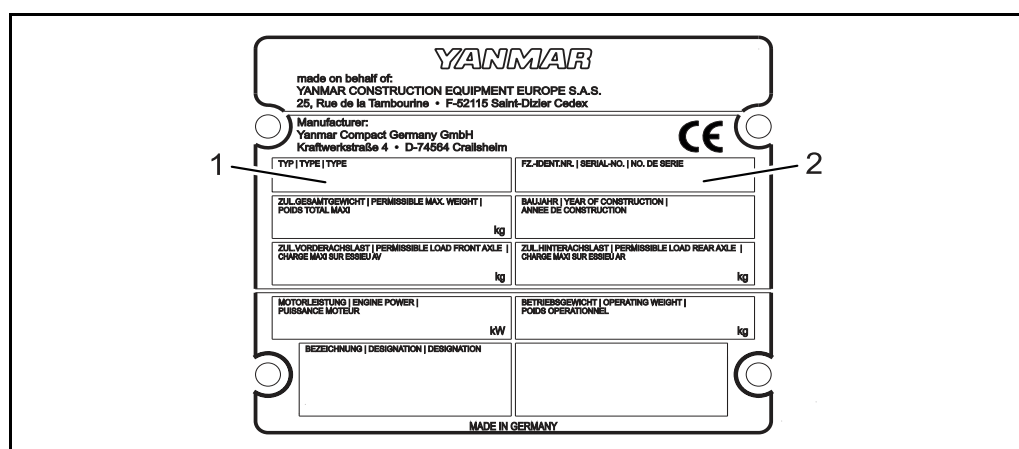 YANMAR
made on behalf of:
YANMAR CONSTRUCTION EQUIPMENT EUROPE S.A.S.
25, Rue de la Tambourine • F-52115 Saint-Dizier Cedex
Manufacturer:
Yanmar Compact Germany GmbH
Kraftwerkstraße 4 • D-74564 Crailsheim
CE
1
TYP | TYPE | TYPE
FZ.-IDENT.NR. | SERIAL-NO. | NO. DE SERIE
2
ZUL.GESAMTGEWICHT | PERMISSIBLE MAX. WEIGHT |
POIDS TOTAL MAXI
kg
BAUJAHR | YEAR OF CONSTRUCTION |
ANNEE DE CONSTRUCTION
ZUL.VORDERACHSLAST | PERMISSIBLE LOAD FRONT AXLE |
CHARGE MAXI SUR ESSIEU AV
kg
ZUL.HINTERACHSLAST | PERMISSIBLE LOAD REAR AXLE |
CHARGE MAXI SUR ESSIEU AR
kg
MOTORLEISTUNG | ENGINE POWER |
PUISSANCE MOTEUR
kW
BETRIEBSGEWICHT | OPERATING WEIGHT |
POIDS OPERATIONNEL
kg
BEZEICHNUNG | DESIGNATION | DESIGNATION
MADE IN GERMANY